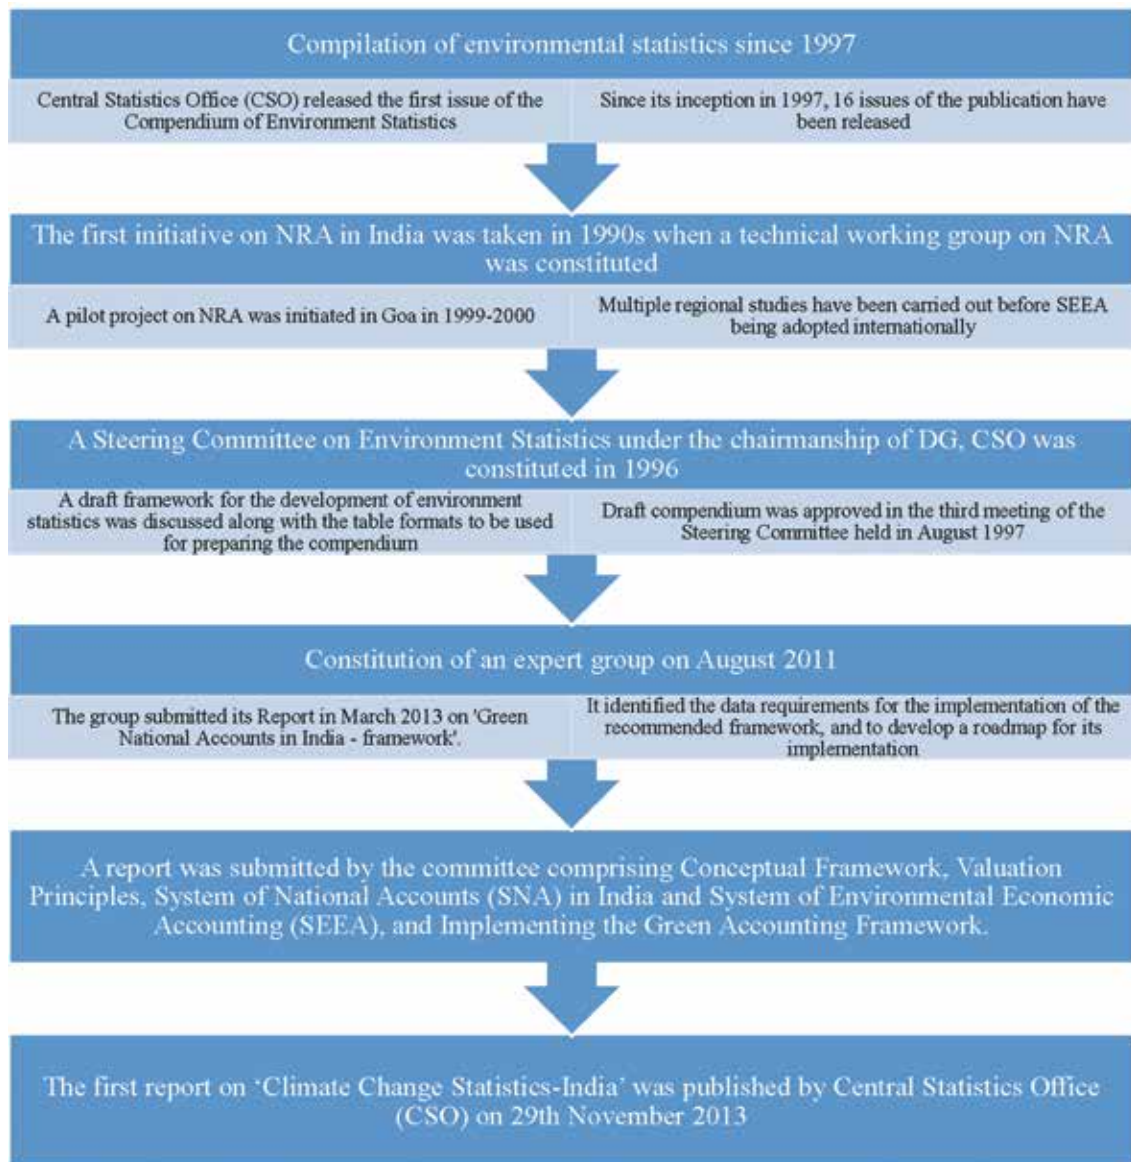 Compilation of environmental statistics since 1997
Central Statistics Office (CSO) released the first issue of the
Compendium of Environment Statistics
Since its inception in 1997, 16 issues of the publication have
been released
The first initiative on NRA in India was taken in 1990s when a technical working group on NRA
was constituted
A pilot project on NRA was initiated in Goa in 1999-2000
Multiple regional studies have been carried out before SEEA
being adopted internationally
A Steering Committee on Environment Statistics under the chairmanship of DG, CSO was
constituted in 1996
A draft framework for the development of environment
statistics was discussed along with the table formats to be used
for preparing the compendium
Draft compendium was approved in the third meeting of the
Steering Committee held in August 1997
Constitution of an expert group on August 2011
The group submitted its Report in March 2013 on 'Green
National Accounts in India - framework'.
It identified the data requirements for the implementation of the
recommended framework, and to develop a roadmap for its
implementation
A report was submitted by the committee comprising Conceptual Framework, Valuation
Principles, System of National Accounts (SNA) in India and System of Environmental Economic
Accounting (SEEA), and Implementing the Green Accounting Framework.
The first report on ‘Climate Change Statistics-India’ was published by Central Statistics Office
(CSO) on 29th November 2013